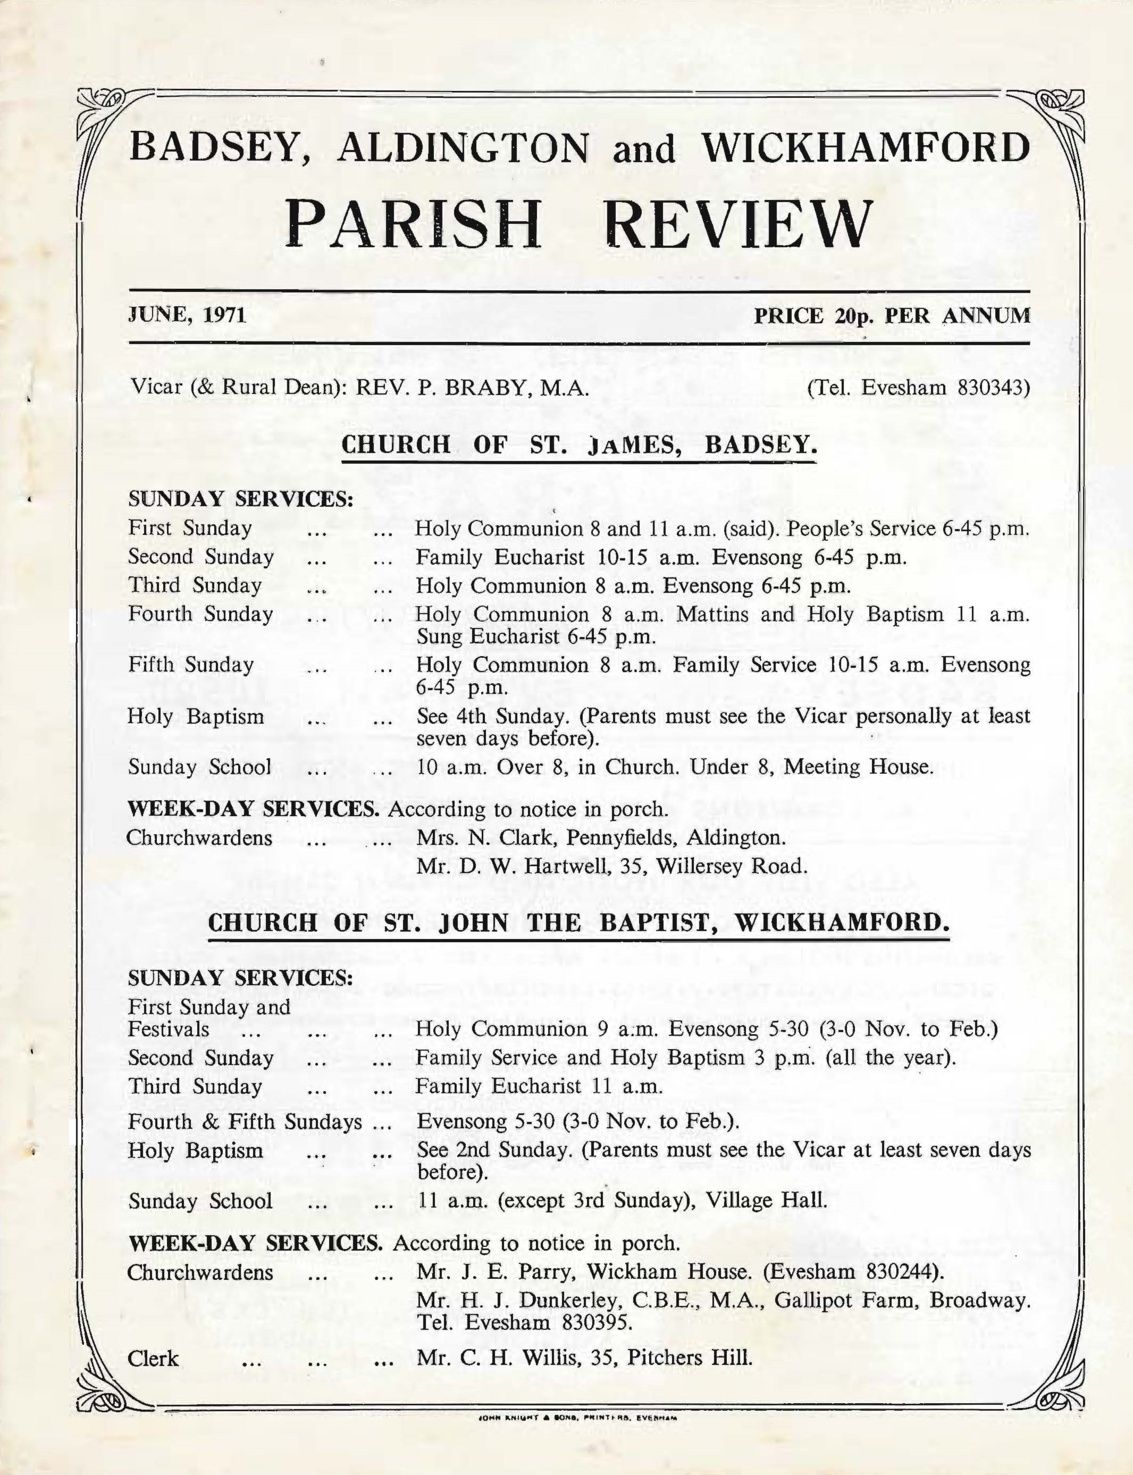 BADSEY, ALDINGTON and WICKHAMFORD
PARISH REVIEW
JUNE, 1971 PRICE 20p. PER ANNUM
Vicar (& Rural Dean): REV. P. BRABY, M.A. (Tel. Evesham 830343)
CHURCH OF ST. JAMES, BADSEY.
SUNDAY SERVICES:
First Sunday ... ... Holy Communion 8 and 11 a.m. (said). People's Service 6-45 p.m.
Second Sunday ... ... Family Eucharist 10-15 a.m. Evensong 6-45 p.m.
Third Sunday ... ... Holy Communion 8 a.m. Evensong 6-45 p.m.
Fourth Sunday ... ... Holy Communion 8 a.m. Mattins and Holy Baptism 11 a.m.
Sung Eucharist 6-45 p.m.
Fifth Sunday ... ... Holy Communion 8 a.m. Family Service 10-15 a.m. Evensong
6-45 p.m.
Holy Baptism ... ... See 4th Sunday. (Parents must see the Vicar personally at least
seven days before).
Sunday School ... ... 10 a.m. Over 8, in Church. Under 8, Meeting House.
WEEK-DAY SERVICES. According to notice in porch.
Churchwardens ... ... Mrs. N. Clark, Pennyfields, Aldington.
Mr. D. W. Hartwell, 35, Willersey Road.
CHURCH OF ST. JOHN THE BAPTIST, WICKHAMFORD.
SUNDAY SERVICES:
First Sunday and
Festivals ... ... ... Holy Communion 9 a.m. Evensong 5-30 (3-0 Nov. to Feb.)
Second Sunday ... ... Family Service and Holy Baptism 3 p.m. (all the year).
Third Sunday ... ... Family Eucharist 11 a.m.
Fourth & Fifth Sundays ... Evensong 5-30 (3-0 Nov. to Feb.).
Holy Baptism ... ... See 2nd Sunday. (Parents must see the Vicar at least seven days
before).
Sunday School ... ... 11 a.m. (except 3rd Sunday), Village Hall.
WEEK-DAY SERVICES. According to notice in porch.
Churchwardens ... ... Mr. J. E. Parry, Wickham House. (Evesham 830244).
Mr. H. J. Dunkerley, C.B.E., M.A., Gallipot Farm, Broadway.
Tel. Evesham 830395.
Clerk ... ... ... Mr. C. H. Willis, 35, Pitchers Hill.
JOHN KNIGHT & SONS, PRINTERS, EVESHAM